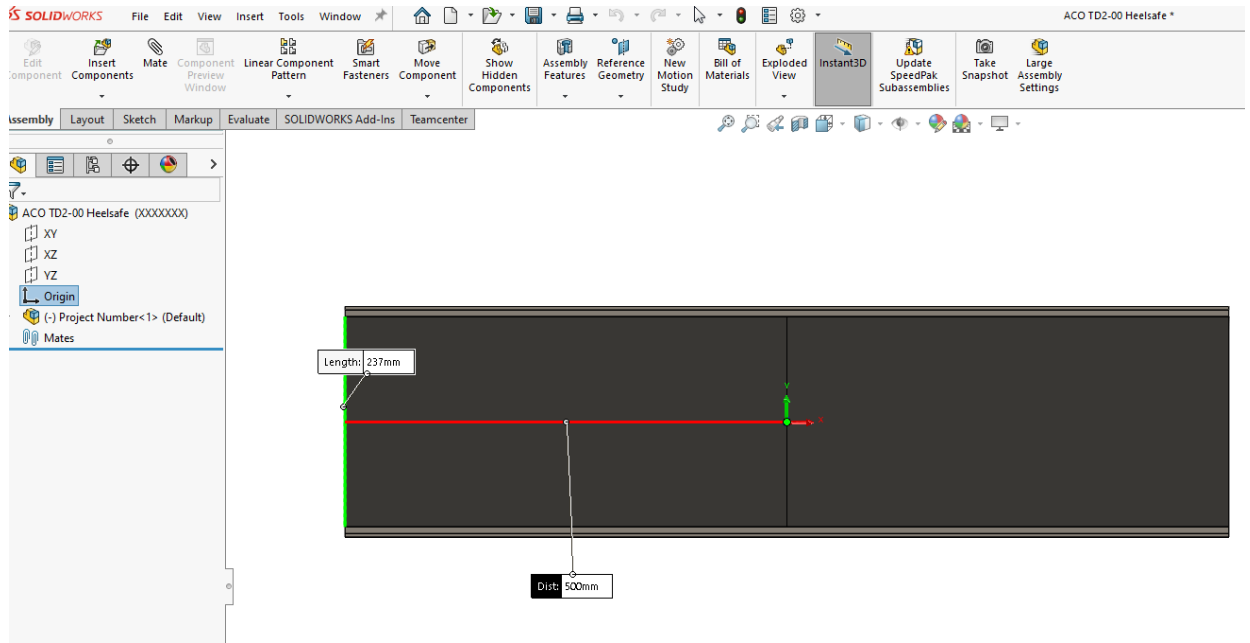 SOLIDWORKS File Edit View Insert Tools Window ACO TD2-00 Heelsafe *
Edit Component
Insert Components
Mate
Component Preview Window
Linear Component Pattern
Smart Fasteners
Move Component
Show Hidden Components
Assembly Features
Reference Geometry
New Motion Study
Bill of Materials
Exploded View
Instant3D
Update SpeedPak Subassemblies
Take Snapshot
Large Assembly Settings
Assembly Layout Sketch Markup Evaluate SOLIDWORKS Add-Ins Teamcenter
ACO TD2-00 Heelsafe (XXXXXXX)
XY
XZ
YZ
Origin
(-) Project Number<1> (Default)
Mates
Length: 237mm
Y
X
Dist: 500mm